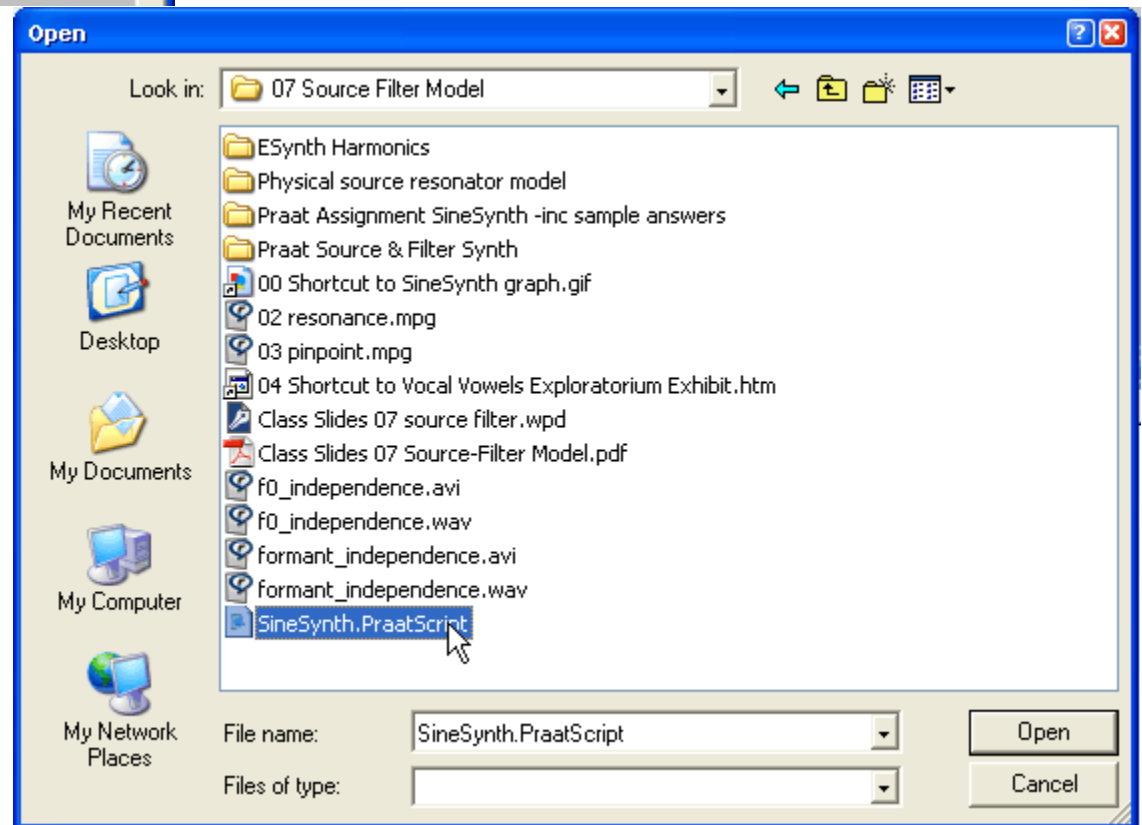 Open
Look in: 07 Source Filter Model
My Recent
Documents
Desktop
My Documents
My Computer
My Network
Places
ESynth Harmonics
Physical source resonator model
Praat Assignment SineSynth -inc sample answers
Praat Source & Filter Synth
00 Shortcut to SineSynth graph.gif
02 resonance.mpg
03 pinpoint.mpg
04 Shortcut to Vocal Vowels Exploratorium Exhibit.htm
Class Slides 07 source filter.wpd
Class Slides 07 Source-Filter Model.pdf
f0_independence.avi
f0_independence.wav
formant_independence.avi
formant_independence.wav
SineSynth.PraatScript
File name: SineSynth.PraatScript Open
Files of type: Cancel